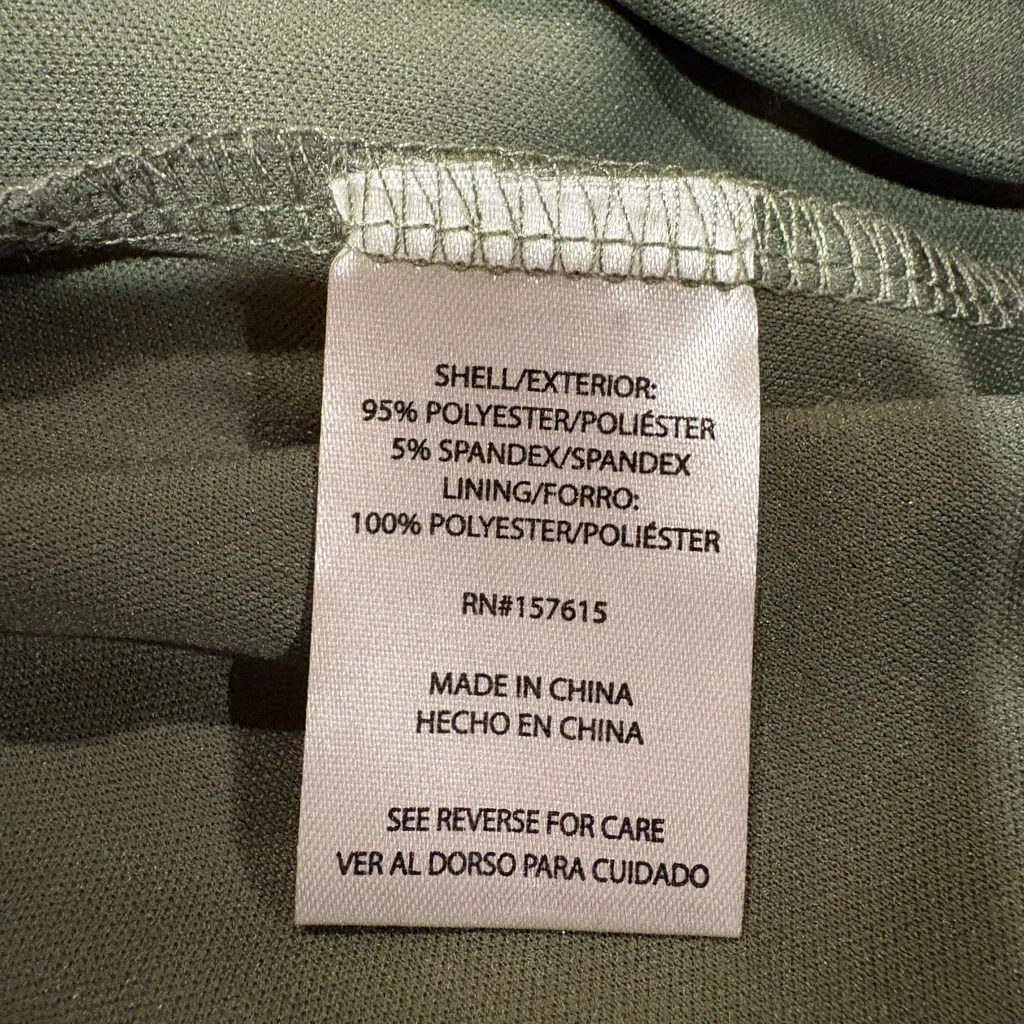 SHELL/EXTERIOR:
95% POLYESTER/POLIÉSTER
5% SPANDEX/SPANDEX
LINING/FORRO:
100% POLYESTER/POLIÉSTER
RN#157615
MADE IN CHINA
HECHO EN CHINA
SEE REVERSE FOR CARE
VER AL DORSO PARA CUIDADO